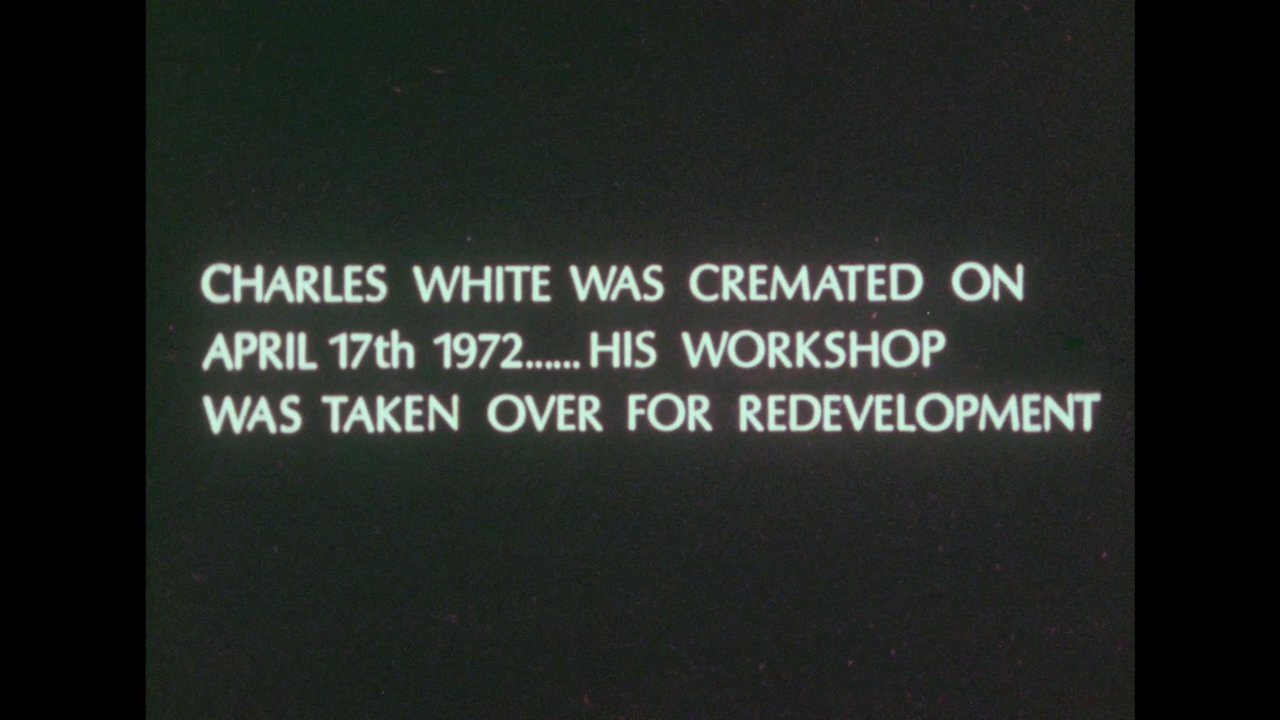 CHARLES WHITE WAS CREMATED ON
APRIL 17th 1972......HIS WORKSHOP
WAS TAKEN OVER FOR REDEVELOPMENT